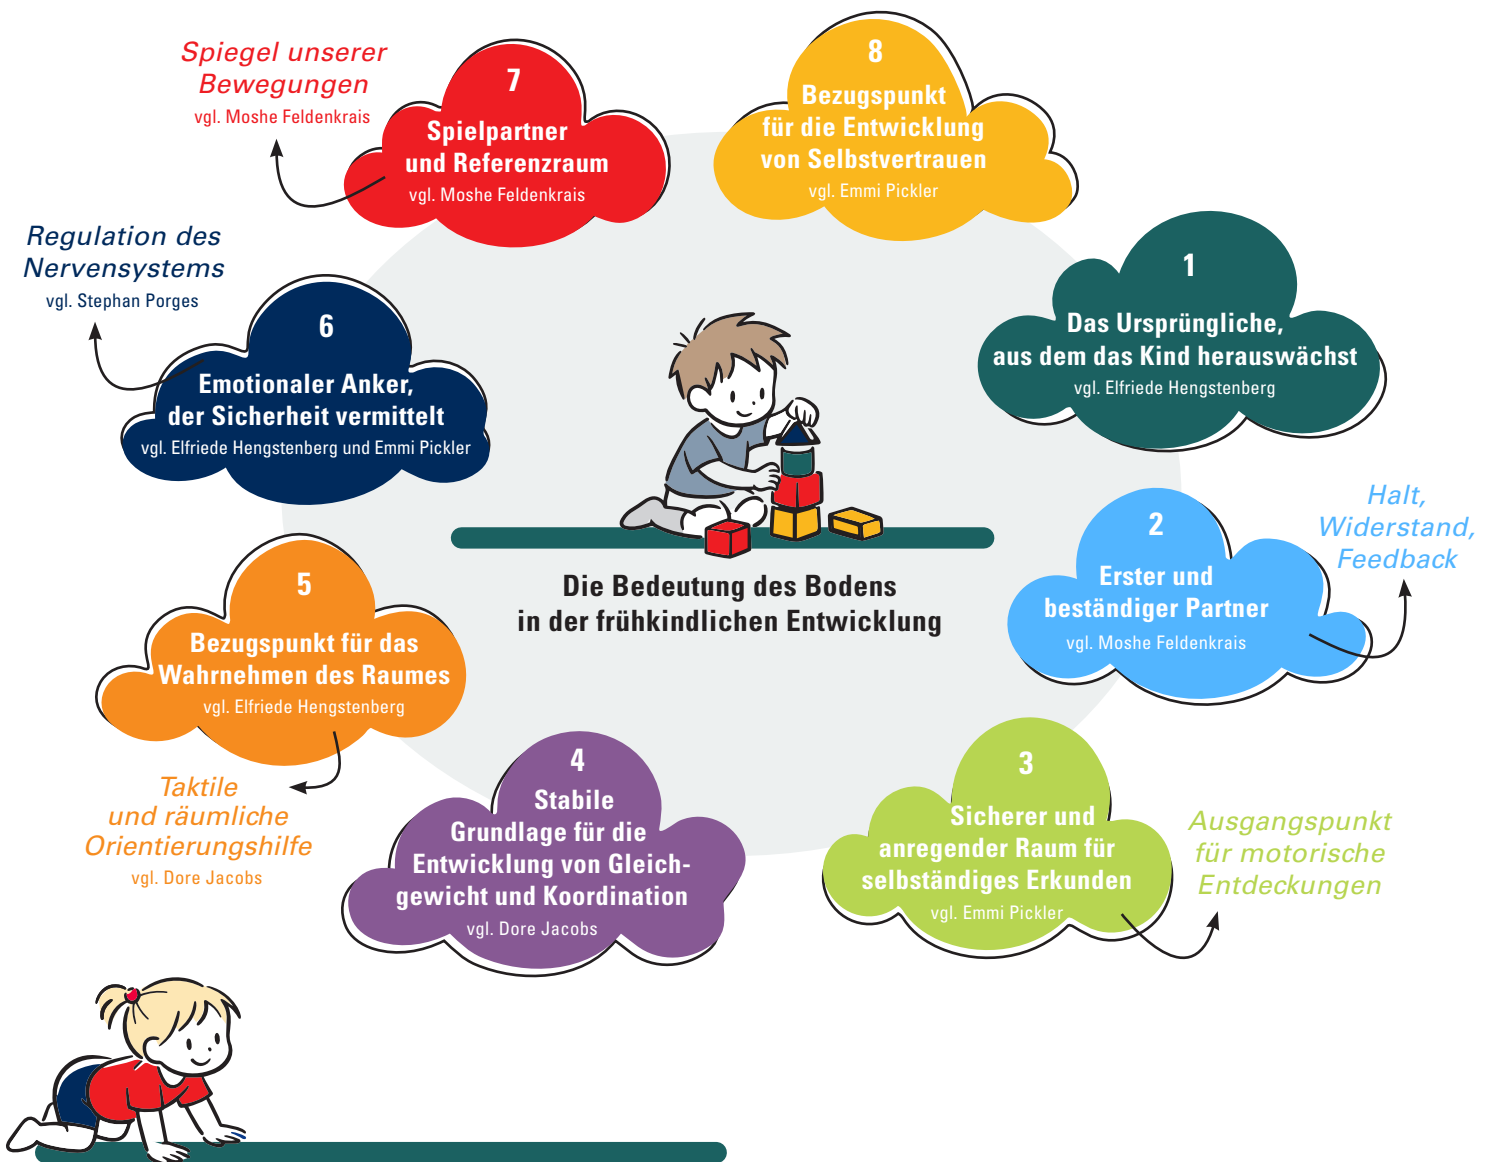 Die Bedeutung des Bodens
in der frühkindlichen Entwicklung
1
Das Ursprüngliche,
aus dem das Kind herauswächst
vgl. Elfriede Hengstenberg
2
Erster und
beständiger Partner
vgl. Moshe Feldenkrais
Halt,
Widerstand,
Feedback
3
Sicherer und
anregender Raum für
selbständiges Erkunden
vgl. Emmi Pickler
Ausgangspunkt
für motorische
Entdeckungen
4
Stabile
Grundlage für die
Entwicklung von Gleich-
gewicht und Koordination
vgl. Dore Jacobs
5
Bezugspunkt für das
Wahrnehmen des Raumes
vgl. Elfriede Hengstenberg
Taktile
und räumliche
Orientierungshilfe
vgl. Dore Jacobs
6
Emotionaler Anker,
der Sicherheit vermittelt
vgl. Elfriede Hengstenberg und Emmi Pickler
Regulation des
Nervensystems
vgl. Stephan Porges
7
Spielpartner
und Referenzraum
vgl. Moshe Feldenkrais
Spiegel unserer
Bewegungen
vgl. Moshe Feldenkrais
8
Bezugspunkt
für die Entwicklung
von Selbstvertrauen
vgl. Emmi Pickler